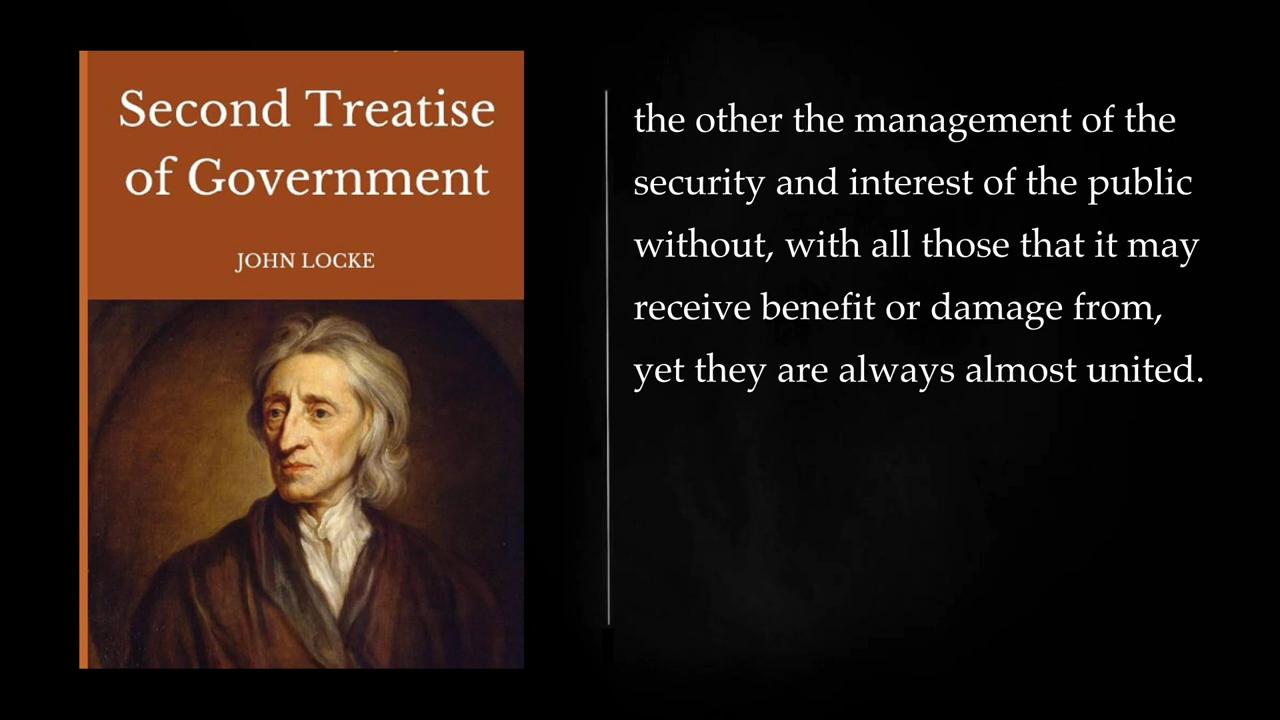 Second Treatise
of Government
JOHN LOCKE
the other the management of the
security and interest of the public
without, with all those that it may
receive benefit or damage from,
yet they are always almost united.